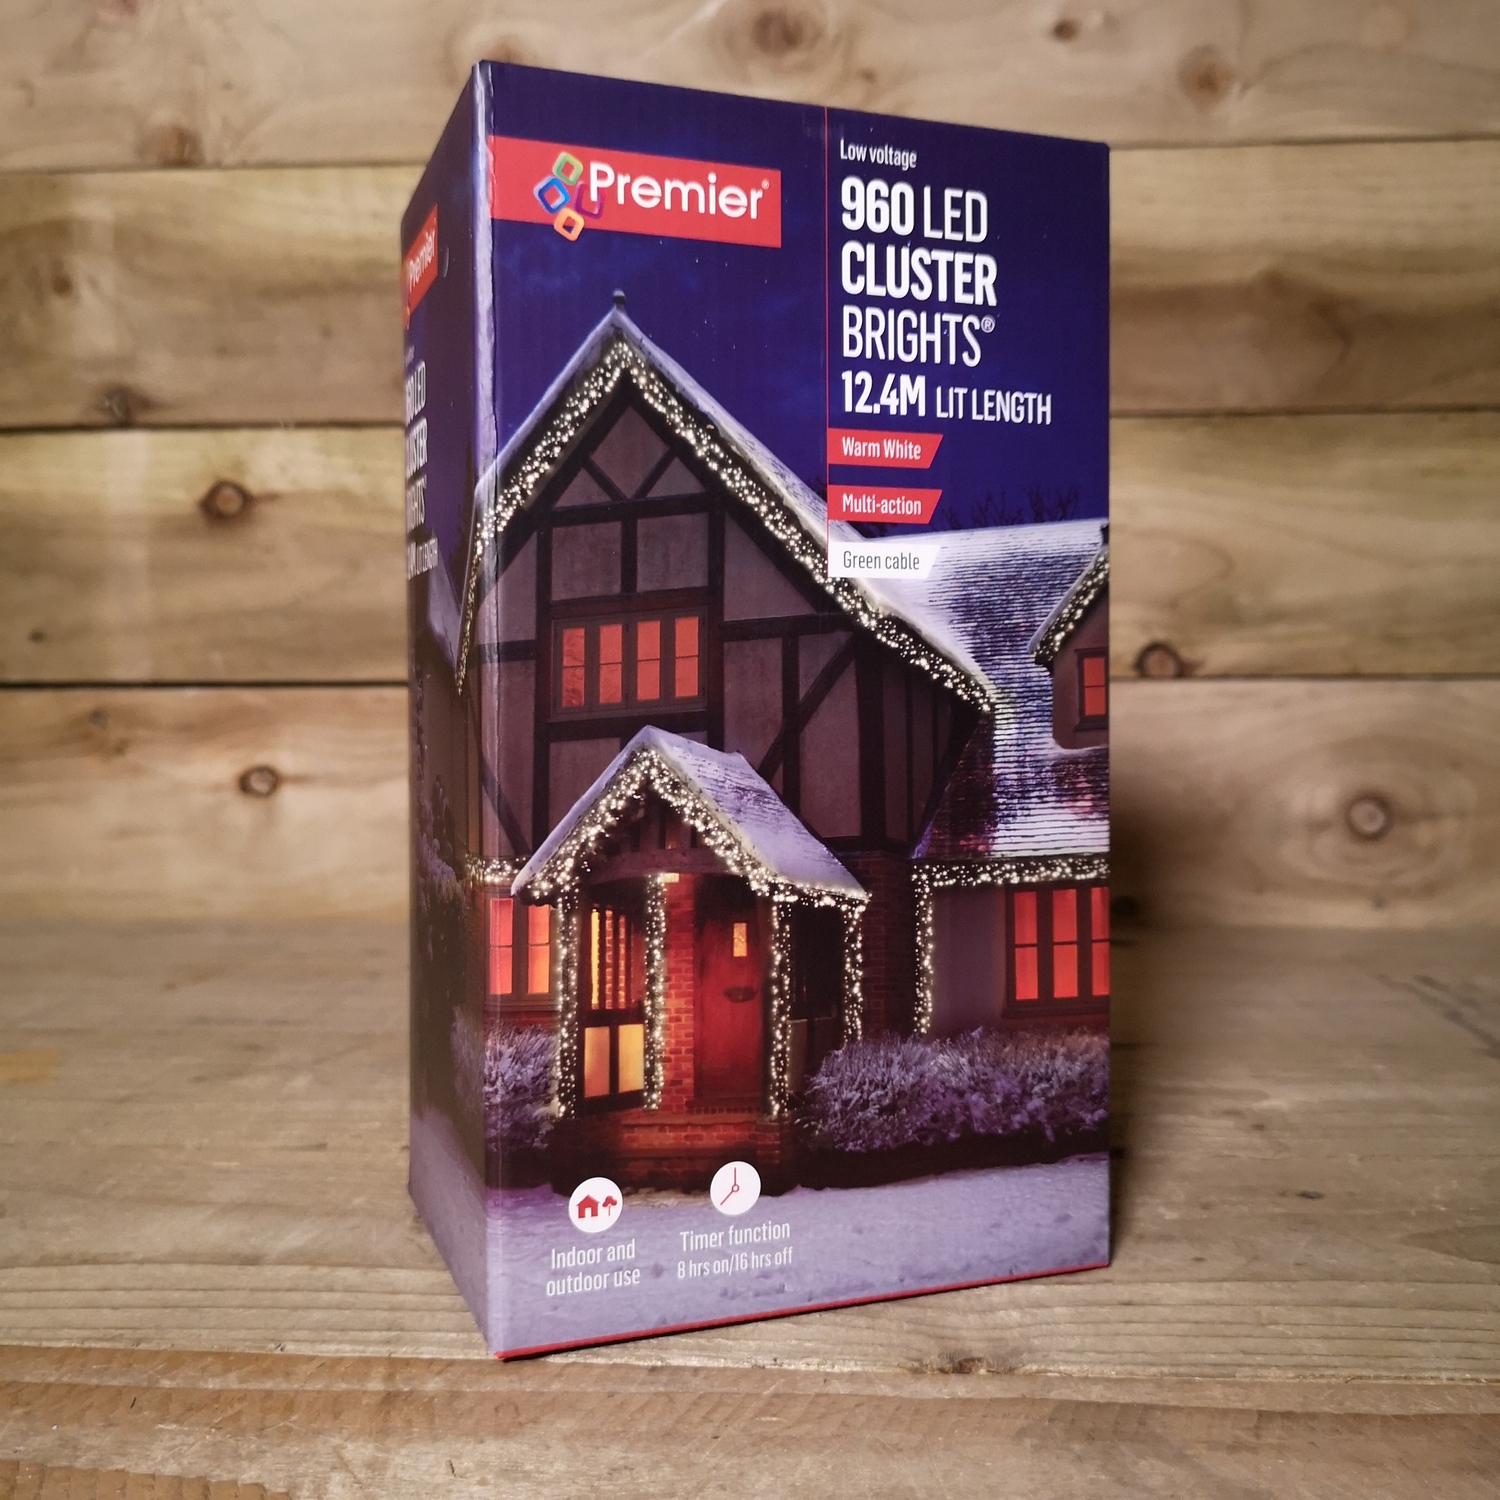 Premier®
Low voltage
960 LED
CLUSTER
BRIGHTS®
12.4M LIT LENGTH
Warm White
Multi-action
Green cable
Indoor and
outdoor use
Timer function
8 hrs on/16 hrs off
Premier
LED